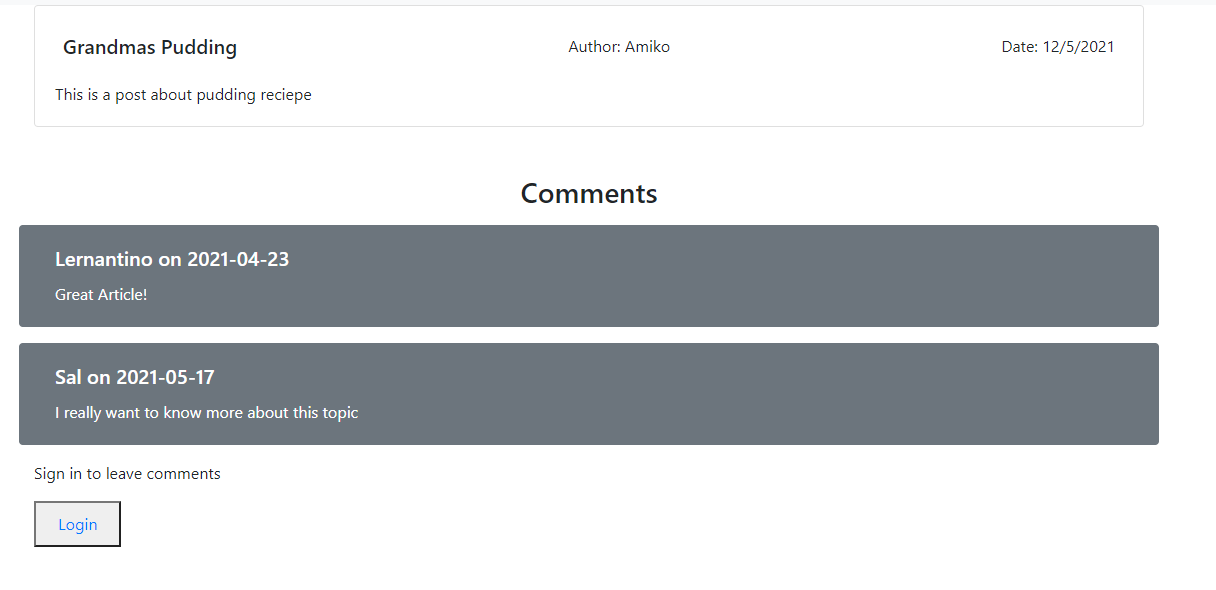 Grandmas Pudding Author: Amiko Date: 12/5/2021
This is a post about pudding reciepe
Comments
Lernantino on 2021-04-23
Great Article!
Sal on 2021-05-17
I really want to know more about this topic
Sign in to leave comments
Login